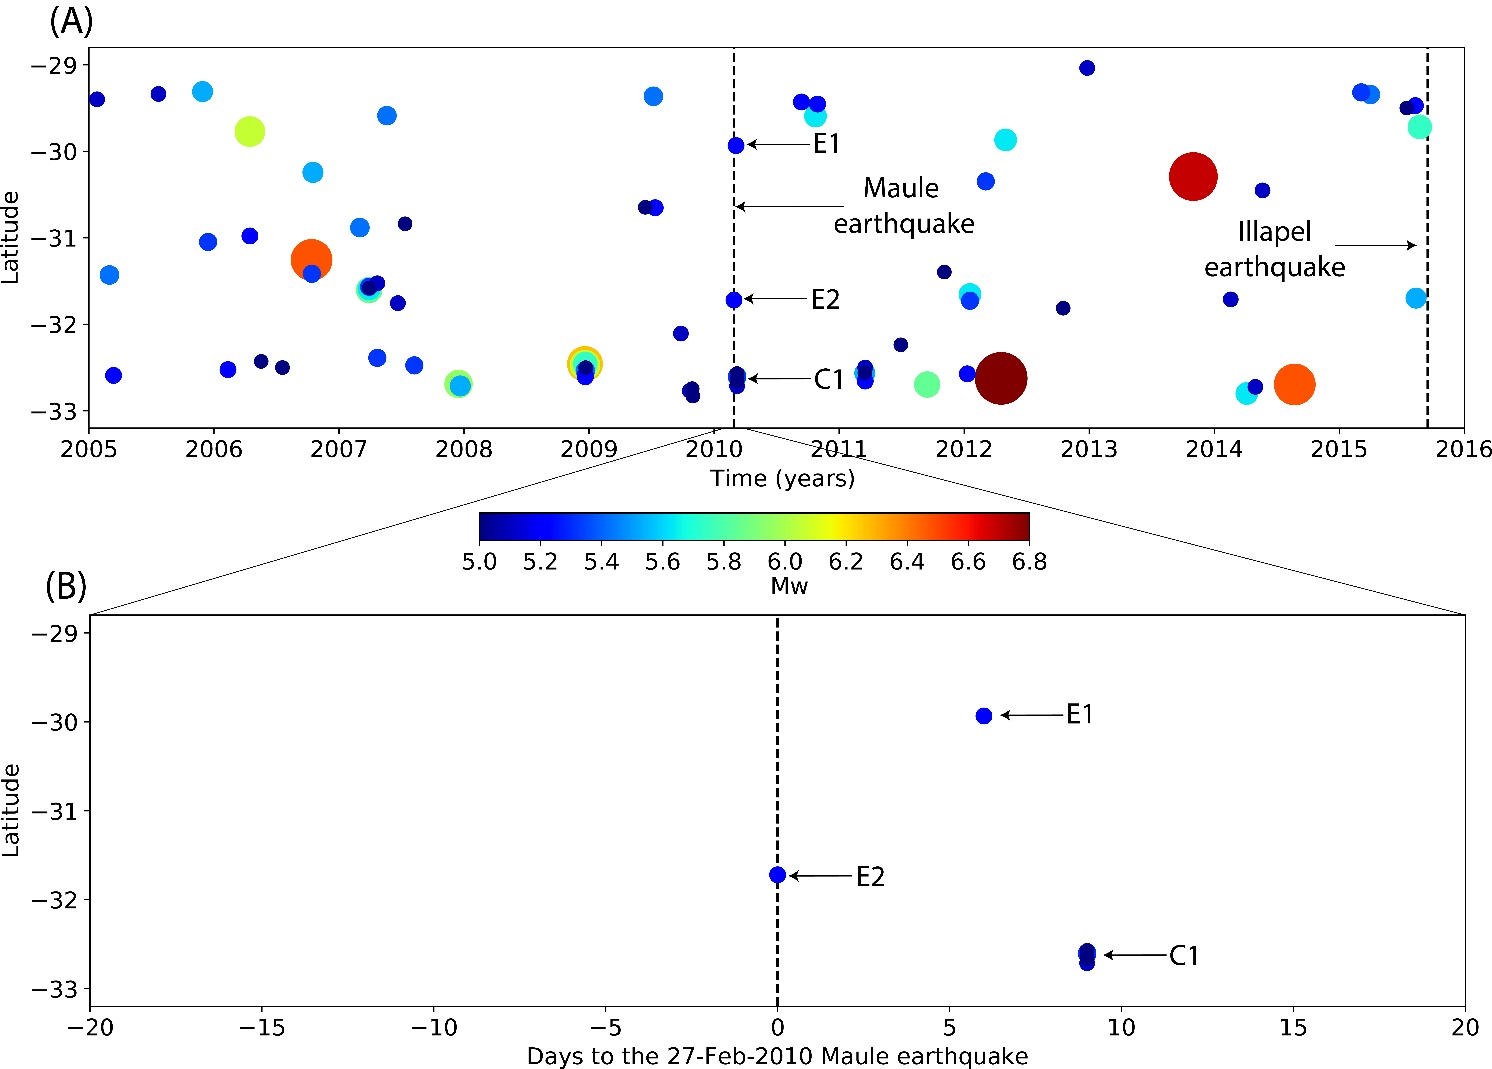 (A)
−29
−30
−31
−32
−33
Latitude
E1
Maule
earthquake
Illapel
earthquake
E2
C1
2005 2006 2007 2008 2009 2010 2011 2012 2013 2014 2015 2016
Time (years)
5.0 5.2 5.4 5.6 5.8 6.0 6.2 6.4 6.6 6.8
Mw
(B)
−29
−30
−31
−32
−33
Latitude
E1
E2
C1
−20 −15 −10 −5 0 5 10 15 20
Days to the 27-Feb-2010 Maule earthquake